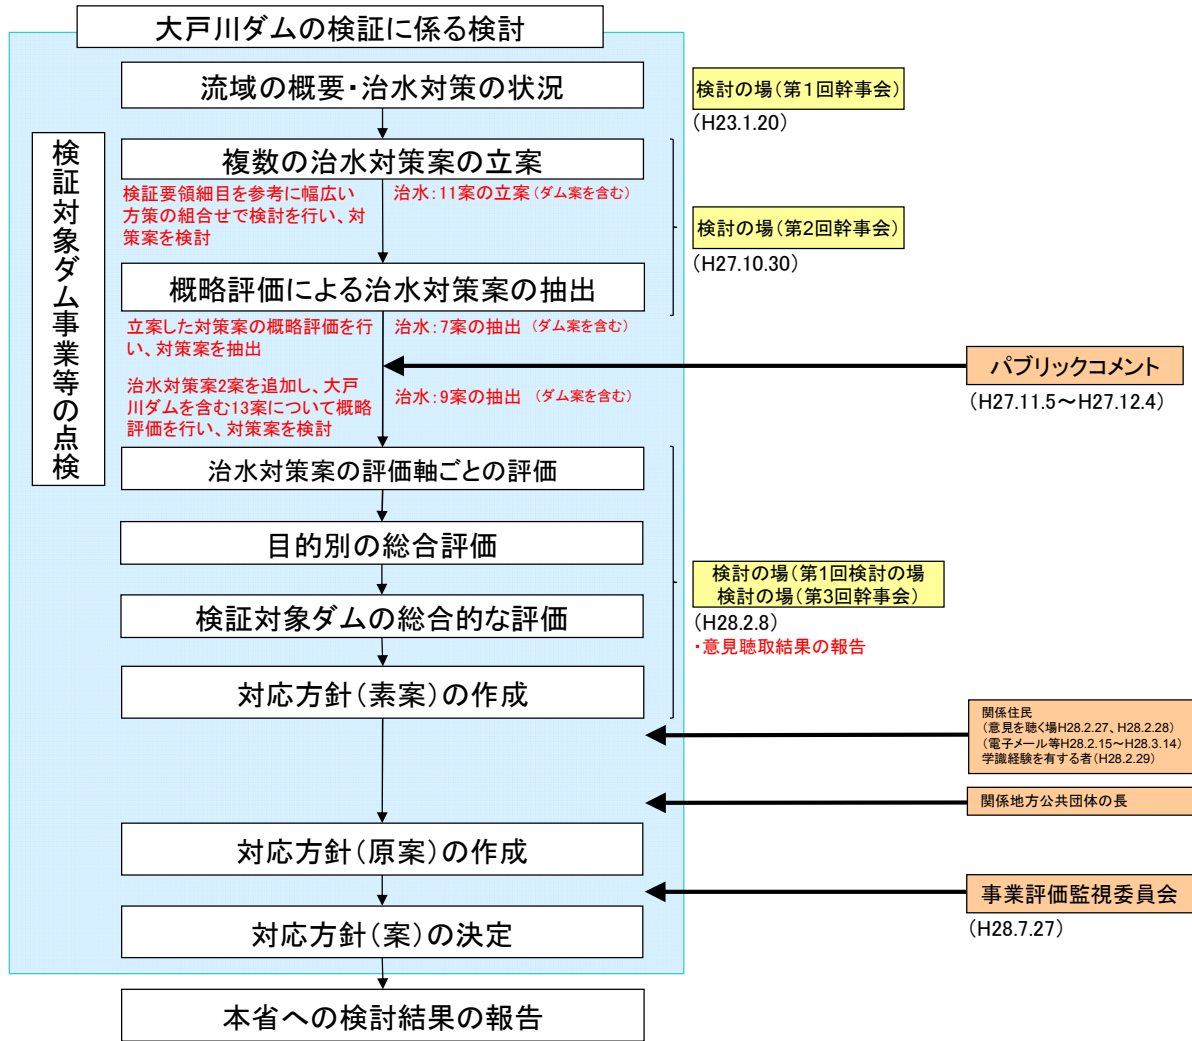 大戸川ダムの検証に係る検討
流域の概要・治水対策の状況
検討の場(第1回幹事会)
(H23.1.20)
検証対象ダム事業等の点検
複数の治水対策案の立案
検証要領細目を参考に幅広い
方策の組合せで検討を行い、対
策案を検討
治水:11案の立案(ダム案を含む)
検討の場(第2回幹事会)
(H27.10.30)
概略評価による治水対策案の抽出
立案した対策案の概略評価を行
い、対策案を抽出
治水:7案の抽出 (ダム案を含む)
パブリックコメント
(H27.11.5～H27.12.4)
治水対策案2案を追加し、大戸
川ダムを含む13案について概略
評価を行い、対策案を検討
治水:9案の抽出 (ダム案を含む)
治水対策案の評価軸ごとの評価
目的別の総合評価
検討の場(第1回検討の場
検討の場(第3回幹事会)
(H28.2.8)
・意見聴取結果の報告
検証対象ダムの総合的な評価
対応方針(素案)の作成
関係住民
(意見を聴く場H28.2.27、H28.2.28)
(電子メール等H28.2.15～H28.3.14)
学識経験を有する者(H28.2.29)
関係地方公共団体の長
対応方針(原案)の作成
事業評価監視委員会
(H28.7.27)
対応方針(案)の決定
本省への検討結果の報告